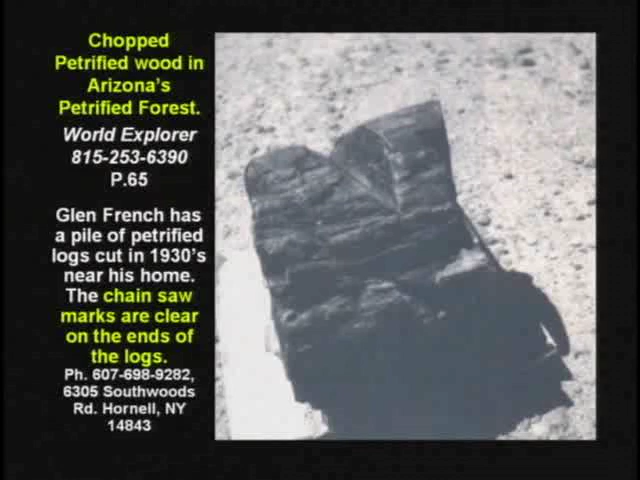 Chopped
Petrified wood in
Arizona's
Petrified Forest.
World Explorer
815-253-6390
P.65
Glen French has
a pile of petrified
logs cut in 1930's
near his home.
The chain saw
marks are clear
on the ends of
the logs.
Ph. 607-698-9282,
6305 Southwoods
Rd. Hornell, NY
14843